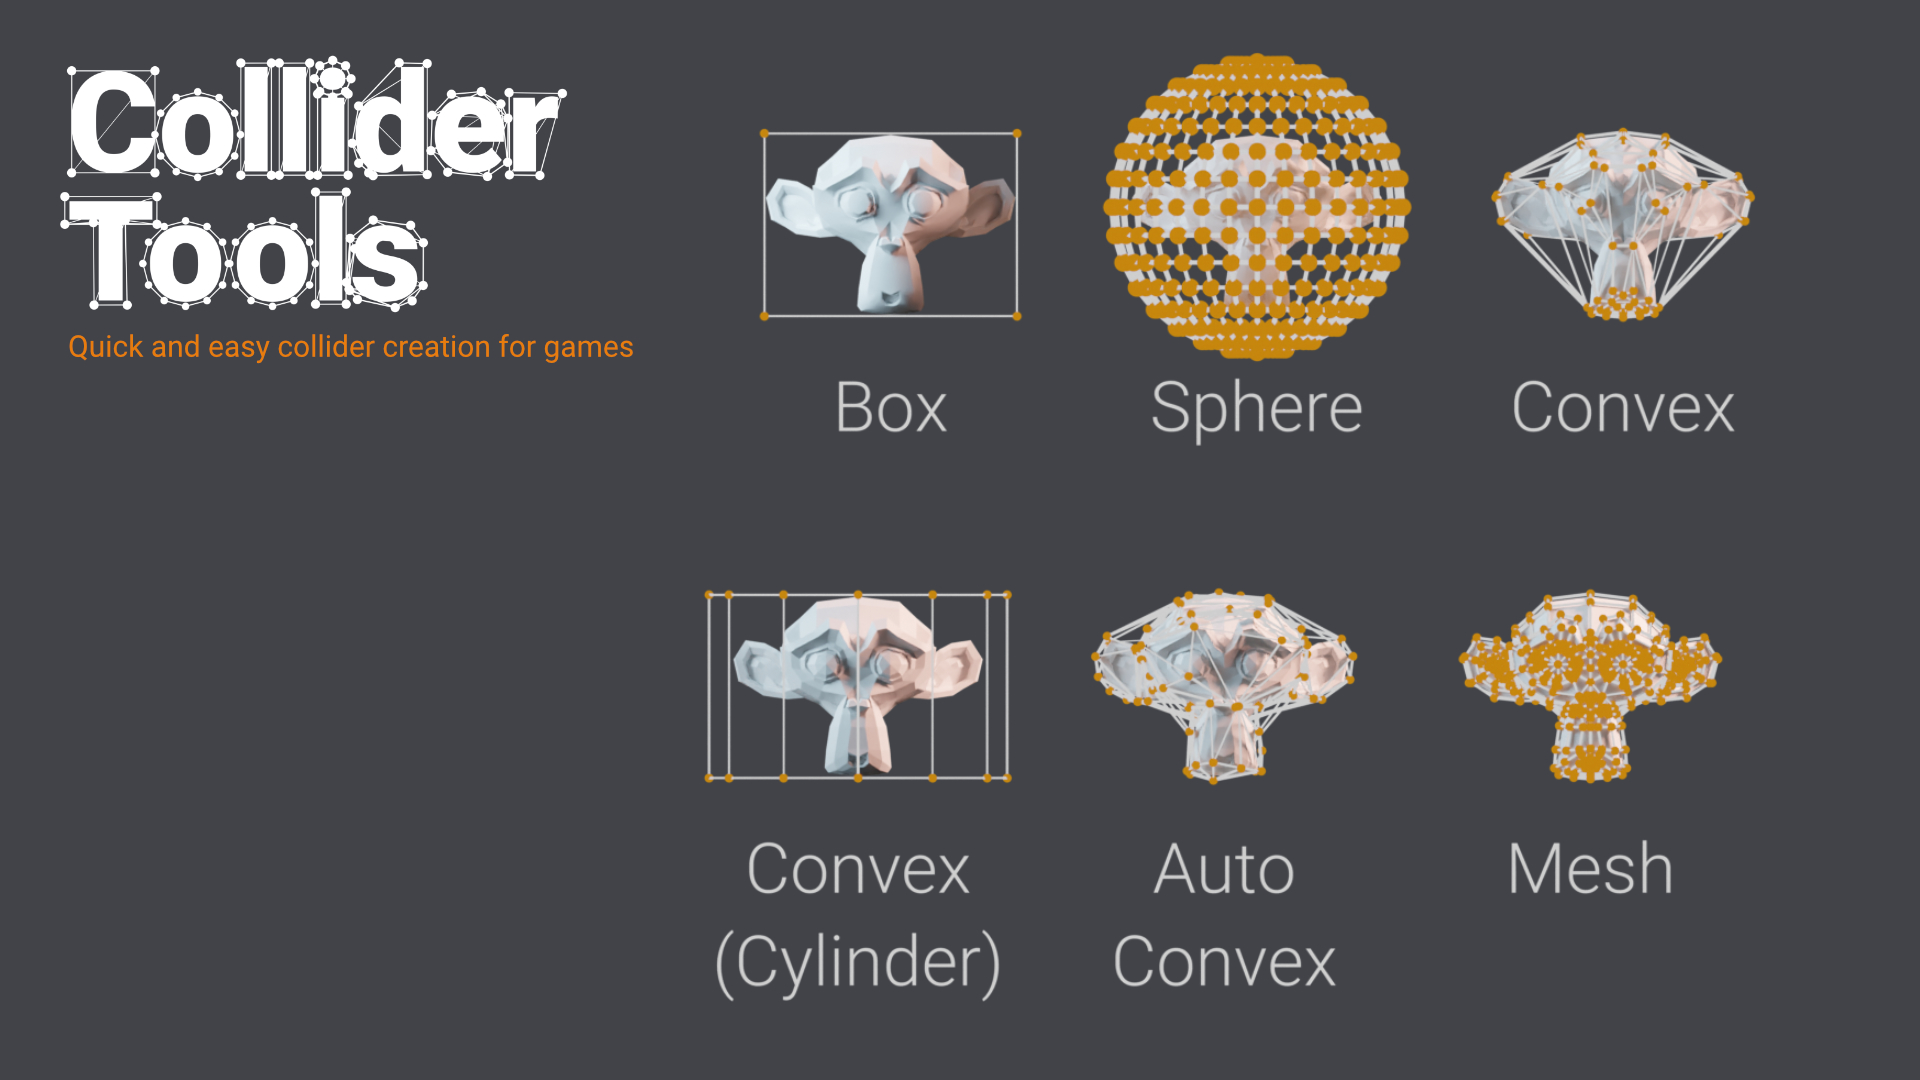 Collider
Tools
Quick and easy collider creation for games
Box
Sphere
Convex
Convex
(Cylinder)
Auto
Convex
Mesh